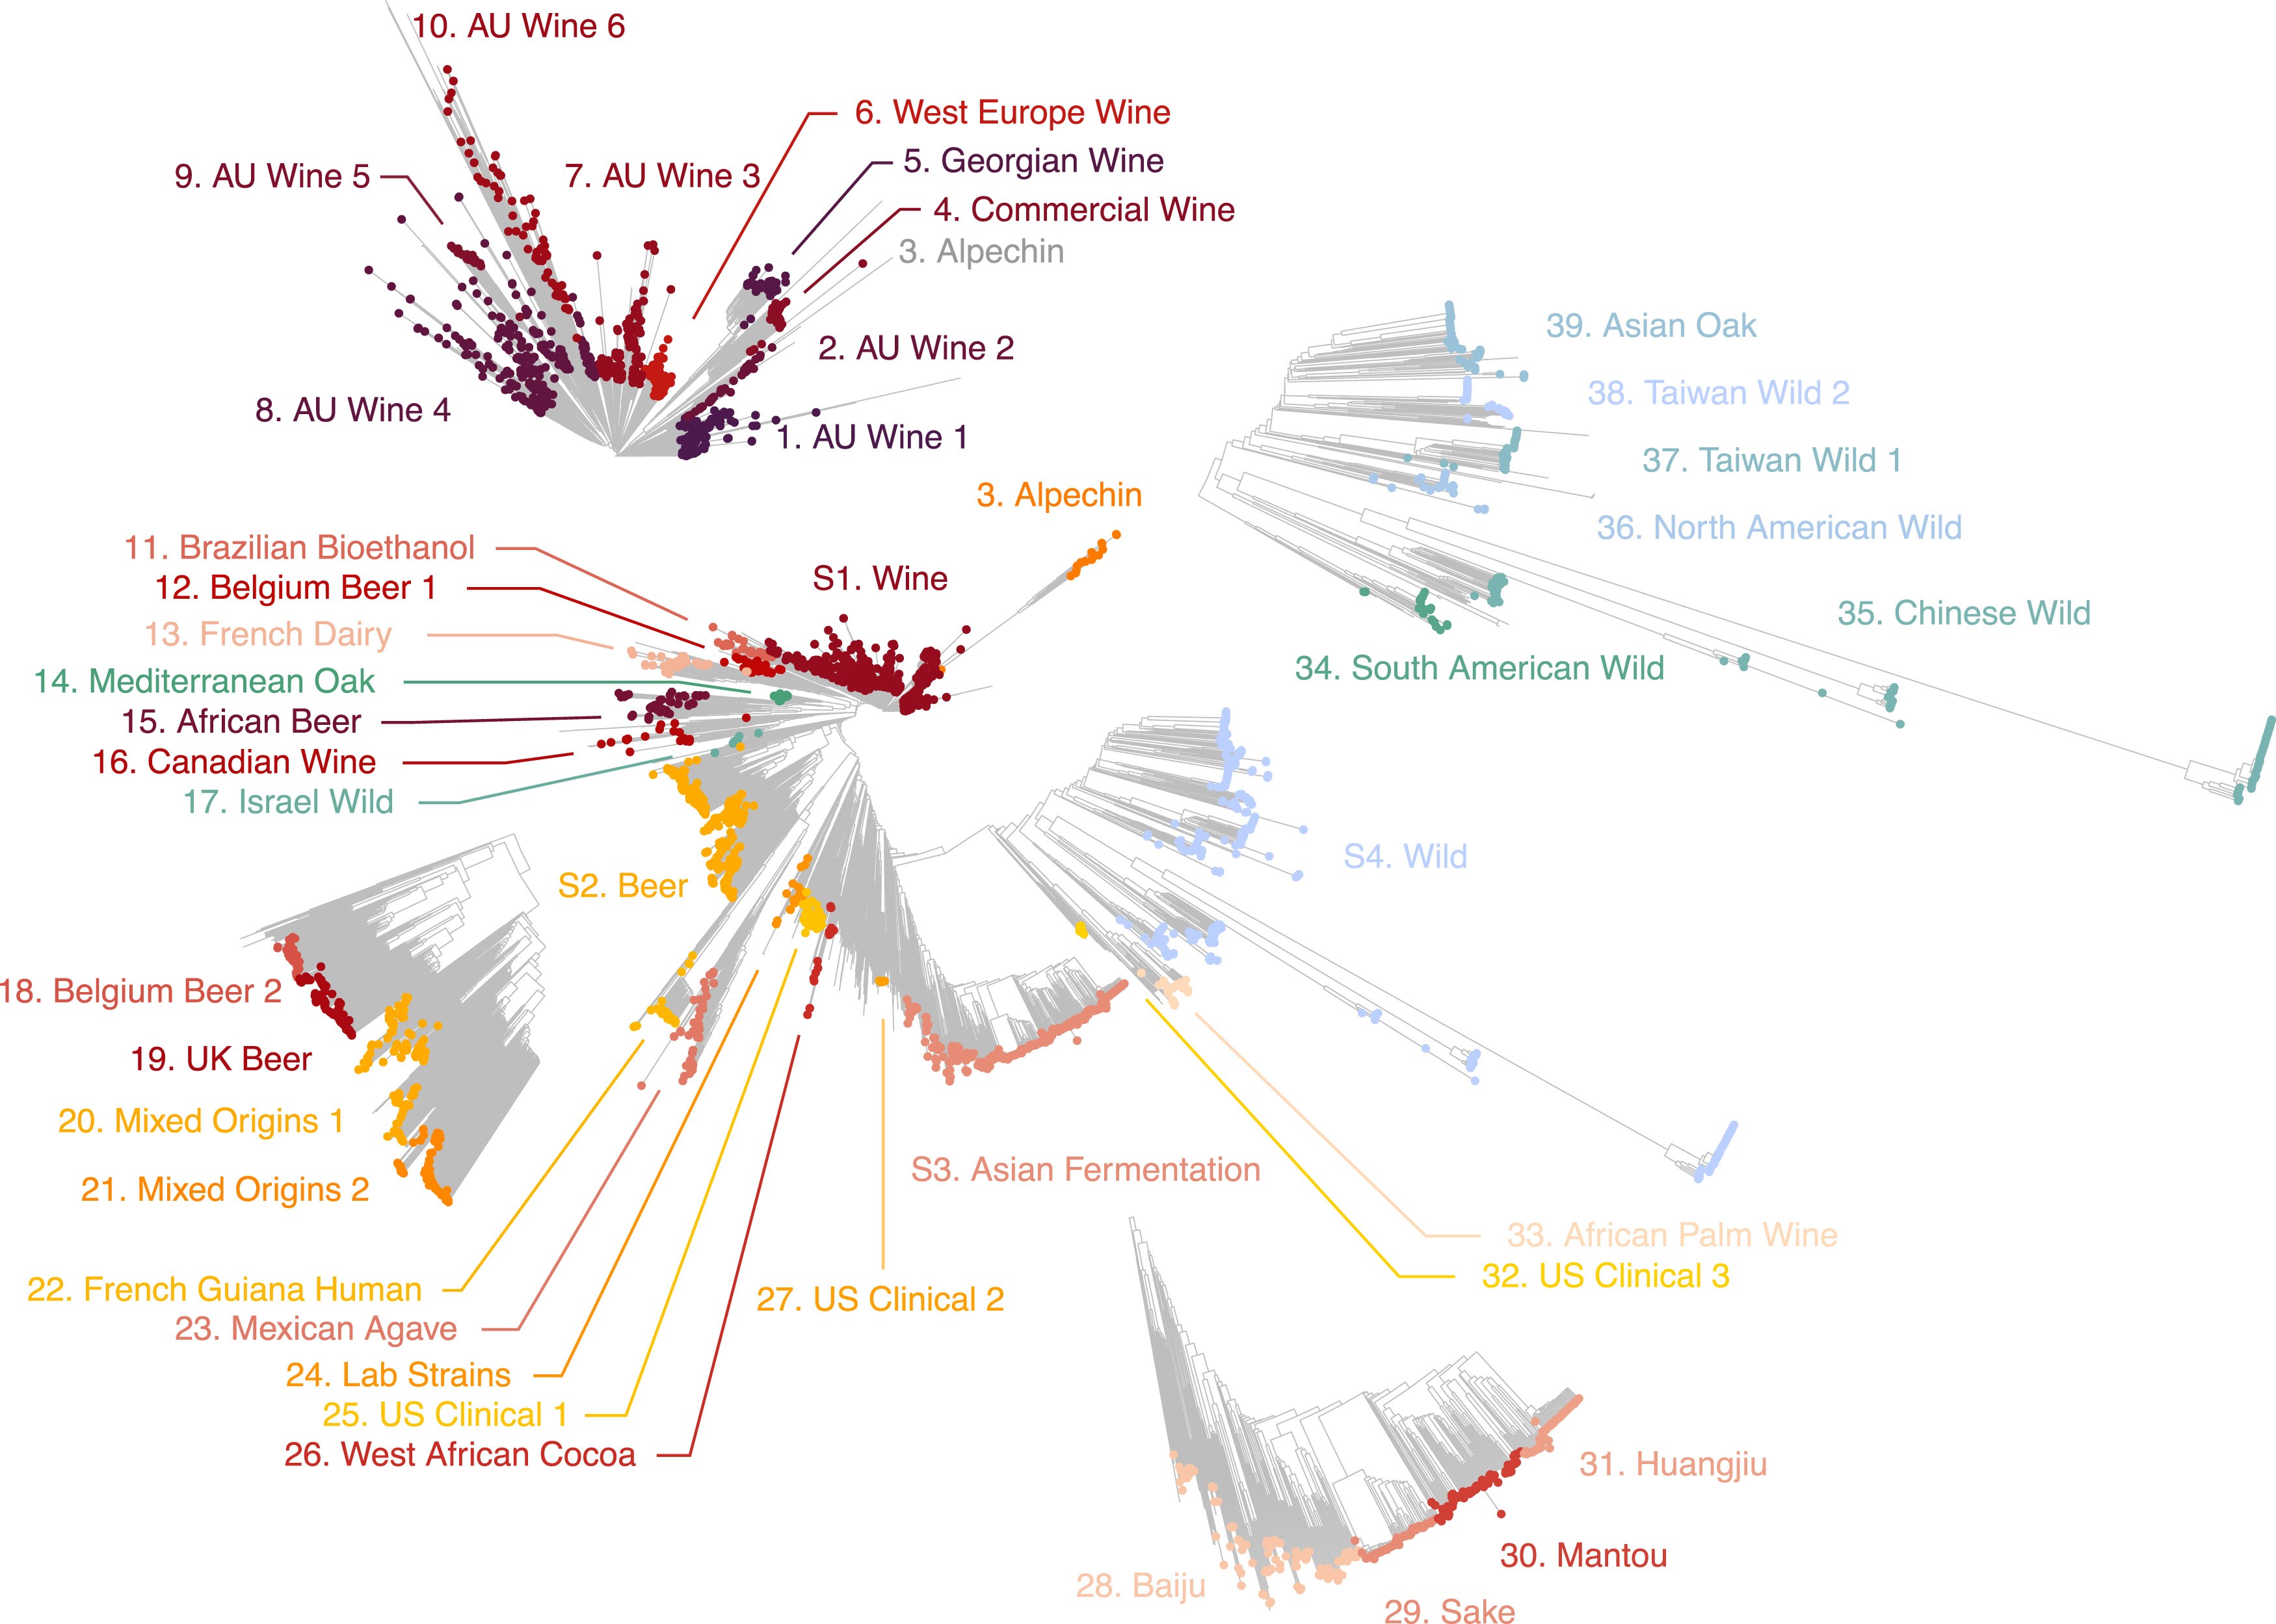 10. AU Wine 6
6. West Europe Wine
5. Georgian Wine
9. AU Wine 5
7. AU Wine 3
4. Commercial Wine
3. Alpechin
2. AU Wine 2
8. AU Wine 4
1. AU Wine 1
39. Asian Oak
38. Taiwan Wild 2
37. Taiwan Wild 1
36. North American Wild
35. Chinese Wild
34. South American Wild
3. Alpechin
S1. Wine
11. Brazilian Bioethanol
12. Belgium Beer 1
13. French Dairy
14. Mediterranean Oak
15. African Beer
16. Canadian Wine
17. Israel Wild
S2. Beer
S4. Wild
18. Belgium Beer 2
19. UK Beer
20. Mixed Origins 1
21. Mixed Origins 2
S3. Asian Fermentation
33. African Palm Wine
32. US Clinical 3
22. French Guiana Human
27. US Clinical 2
23. Mexican Agave
24. Lab Strains
25. US Clinical 1
26. West African Cocoa
31. Huangjiu
30. Mantou
28. Baiju
29. Sake